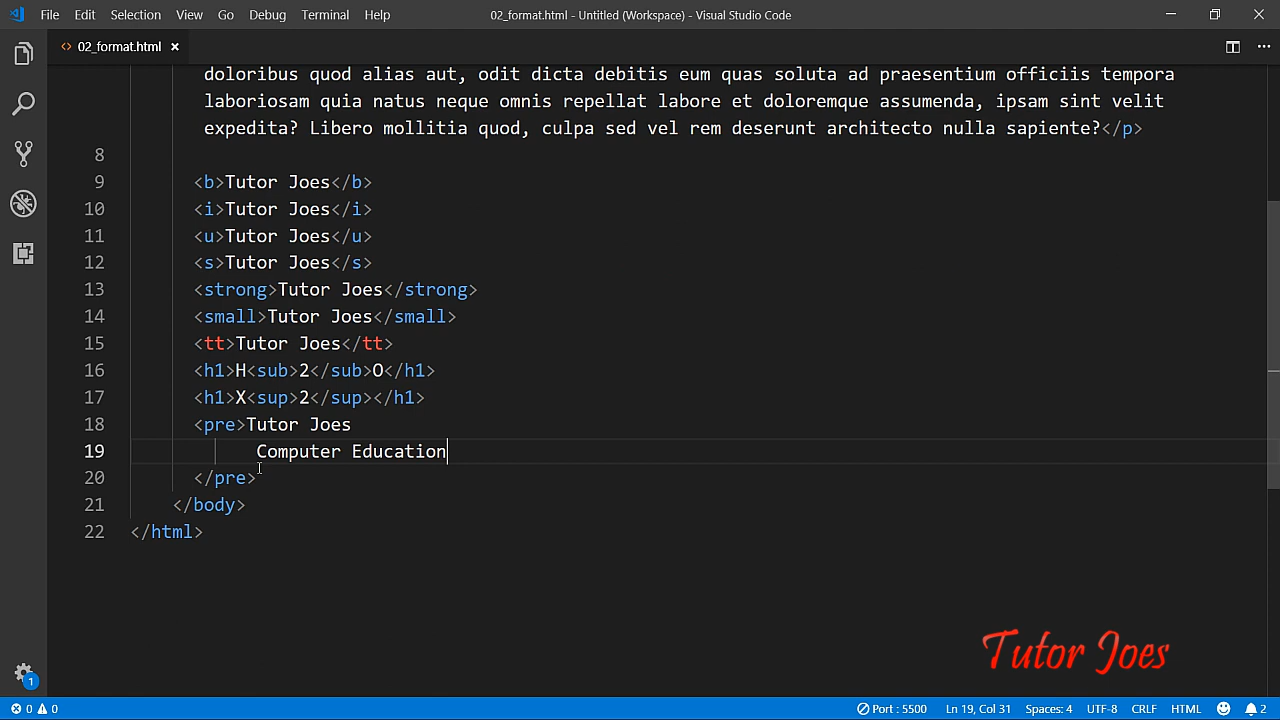 File Edit Selection View Go Debug Terminal Help 02_format.html - Untitled (Workspace) - Visual Studio Code
<> 02_format.html ×
doloribus quod alias aut, odit dicta debitis eum quas soluta ad praesentium officiis tempora
laboriosam quia natus neque omnis repellat labore et doloremque assumenda, ipsam sint velit
expedita? Libero mollitia quod, culpa sed vel rem deserunt architecto nulla sapiente?</p>
8
9 <b>Tutor Joes</b>
10 <i>Tutor Joes</i>
11 <u>Tutor Joes</u>
12 <s>Tutor Joes</s>
13 <strong>Tutor Joes</strong>
14 <small>Tutor Joes</small>
15 <tt>Tutor Joes</tt>
16 <h1>H<sub>2</sub>O</h1>
17 <h1>X<sup>2</sup></h1>
18 <pre>Tutor Joes
19 Computer Education
20 </pre>
21 </body>
22 </html>
Tutor Joes
1
0 0 Port : 5500 Ln 19, Col 31 Spaces: 4 UTF-8 CRLF HTML 2